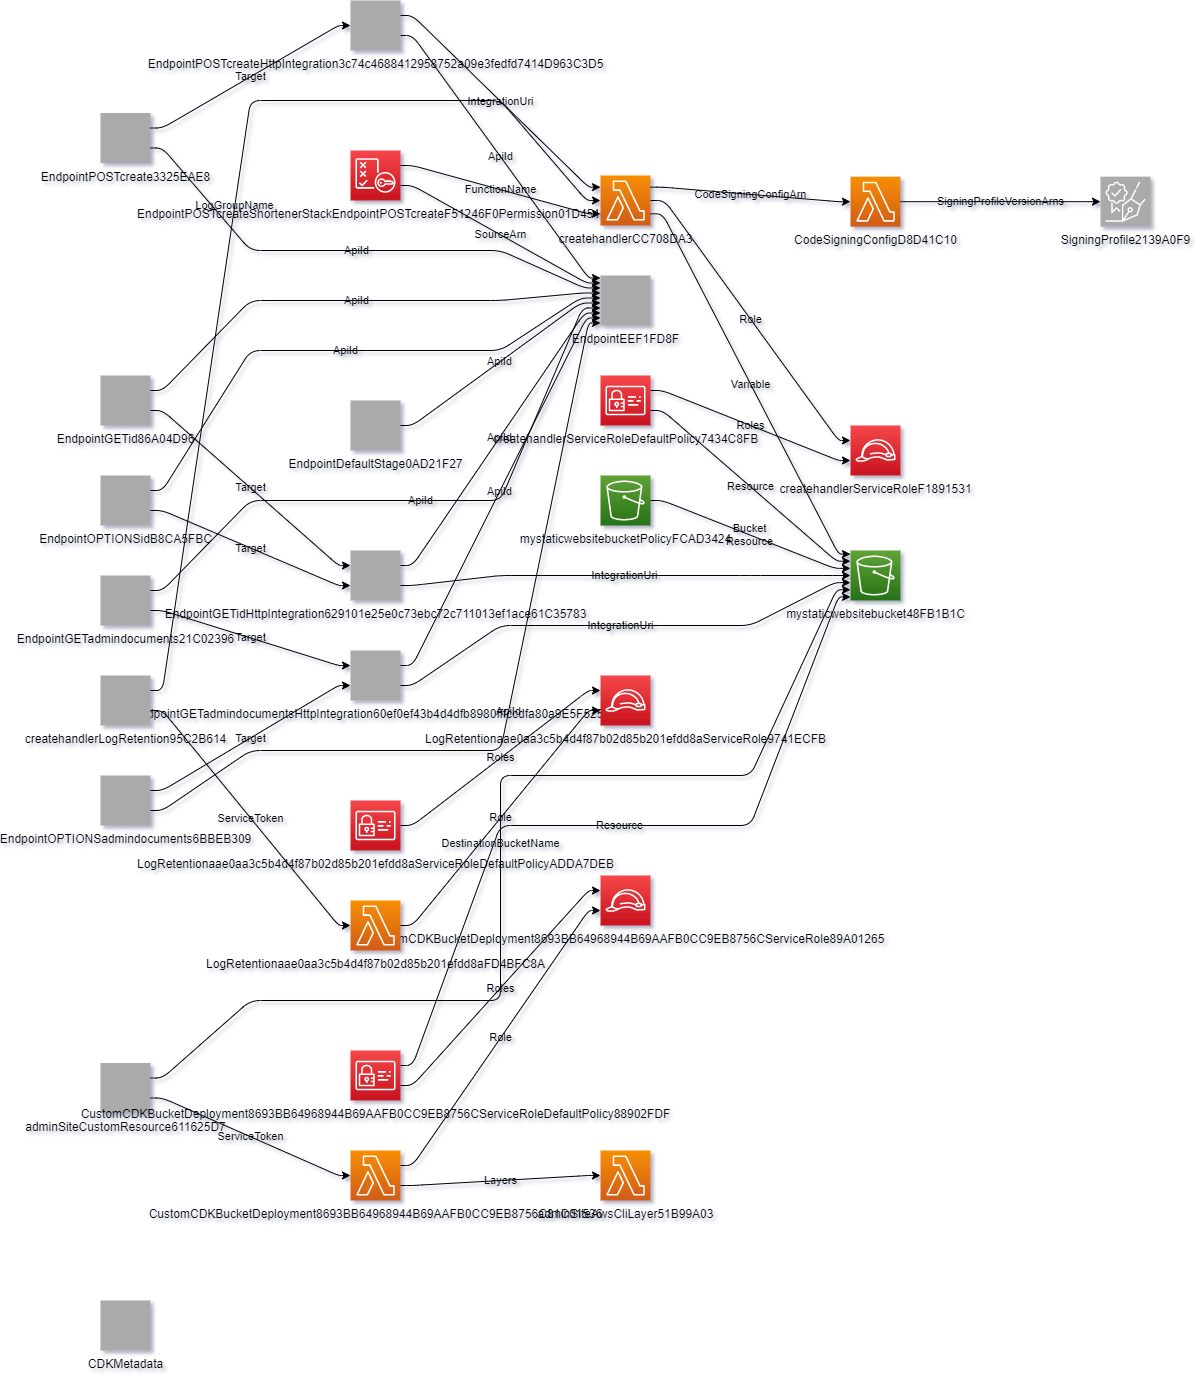 EndpointPOSTcreateHttpIntegration3c74c4688412958752a09e3fedfd7414D963C3D5
Target
IntegrationUri
ApiId
EndpointPOSTcreate3325EAE8
FunctionName
CodeSigningConfigArn
SigningProfileVersionArns
LogGroupName
EndpointPOSTcreateShortenerStackEndpointPOSTcreateF51246F0Permission01D454
SourceArn
createhandlerCC708DA3
CodeSigningConfigD8D41C10
SigningProfile2139A0F9
ApiId
ApiId
Role
EndpointEEF1FD8F
ApiId
ApiId
Variable
Roles
EndpointGETid86A04D96
ApiId
createhandlerServiceRoleDefaultPolicy7434C8FB
EndpointDefaultStage0AD21F27
Target
ApiId
ApiId
Resource
createhandlerServiceRoleF1891531
Bucket
EndpointOPTIONSidB8CA5FBC
mystaticwebsitebucketPolicyFCAD3424
Resource
Target
IntegrationUri
EndpointGETidHttpIntegration629101e25e0c73ebc72c711013ef1ace61C35783
mystaticwebsitebucket48FB1B1C
IntegrationUri
EndpointGETadmindocuments21C02396
Target
ApiId
createhandlerLogRetention95C2B614
Target
LogRetentionaae0aa3c5b4d4f87b02d85b201efdd8aServiceRole9741ECFB
Roles
ServiceToken
Role
Resource
EndpointOPTIONSadmindocuments6BBEB309
DestinationBucketName
LogRetentionaae0aa3c5b4d4f87b02d85b201efdd8aServiceRoleDefaultPolicyADDA7DEB
mCDKBucketDeployment8693BB64968944B69AAFB0CC9EB8756CServiceRole89A01265
LogRetentionaae0aa3c5b4d4f87b02d85b201efdd8aFD4BFC8A
Roles
Role
CustomCDKBucketDeployment8693BB64968944B69AAFB0CC9EB8756CServiceRoleDefaultPolicy88902FDF
adminSiteCustomResource611625D7
ServiceToken
Layers
CustomCDKBucketDeployment8693BB64968944B69AAFB0CC9EB8756C81C01536
adminSiteAwsCliLayer51B99A03
CDKMetadata